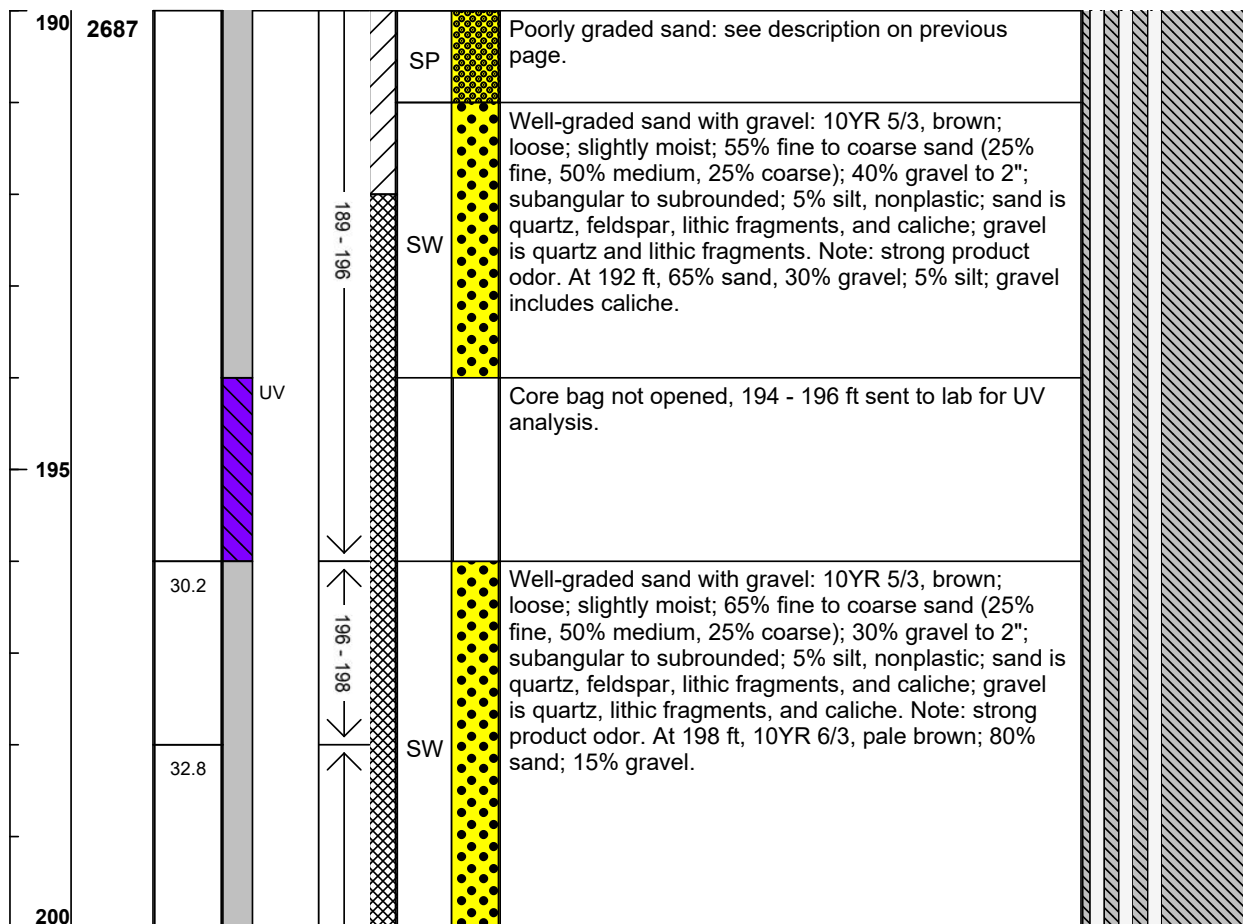 190
2687
SP
Poorly graded sand: see description on previous
page.
189 - 196
SW
Well-graded sand with gravel: 10YR 5/3, brown;
loose; slightly moist; 55% fine to coarse sand (25%
fine, 50% medium, 25% coarse); 40% gravel to 2";
subangular to subrounded; 5% silt, nonplastic; sand is
quartz, feldspar, lithic fragments, and caliche; gravel
is quartz and lithic fragments. Note: strong product
odor. At 192 ft, 65% sand, 30% gravel; 5% silt; gravel
includes caliche.
UV
Core bag not opened, 194 - 196 ft sent to lab for UV
analysis.
195
30.2
196 - 198
32.8
SW
Well-graded sand with gravel: 10YR 5/3, brown;
loose; slightly moist; 65% fine to coarse sand (25%
fine, 50% medium, 25% coarse); 30% gravel to 2";
subangular to subrounded; 5% silt, nonplastic; sand is
quartz, feldspar, lithic fragments, and caliche; gravel
is quartz, lithic fragments, and caliche. Note: strong
product odor. At 198 ft, 10YR 6/3, pale brown; 80%
sand; 15% gravel.
200